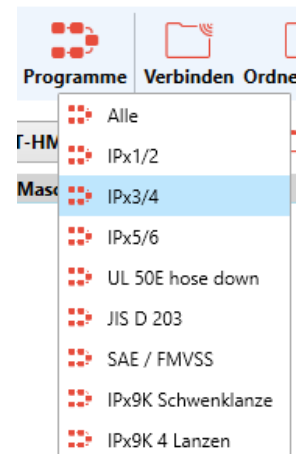 Programme Verbinden Ordne
Alle
T-HM
IPx1/2
Masc
IPx3/4
IPx5/6
UL 50E hose down
JIS D 203
SAE / FMVSS
IPx9K Schwenklanze
IPx9K 4 Lanzen